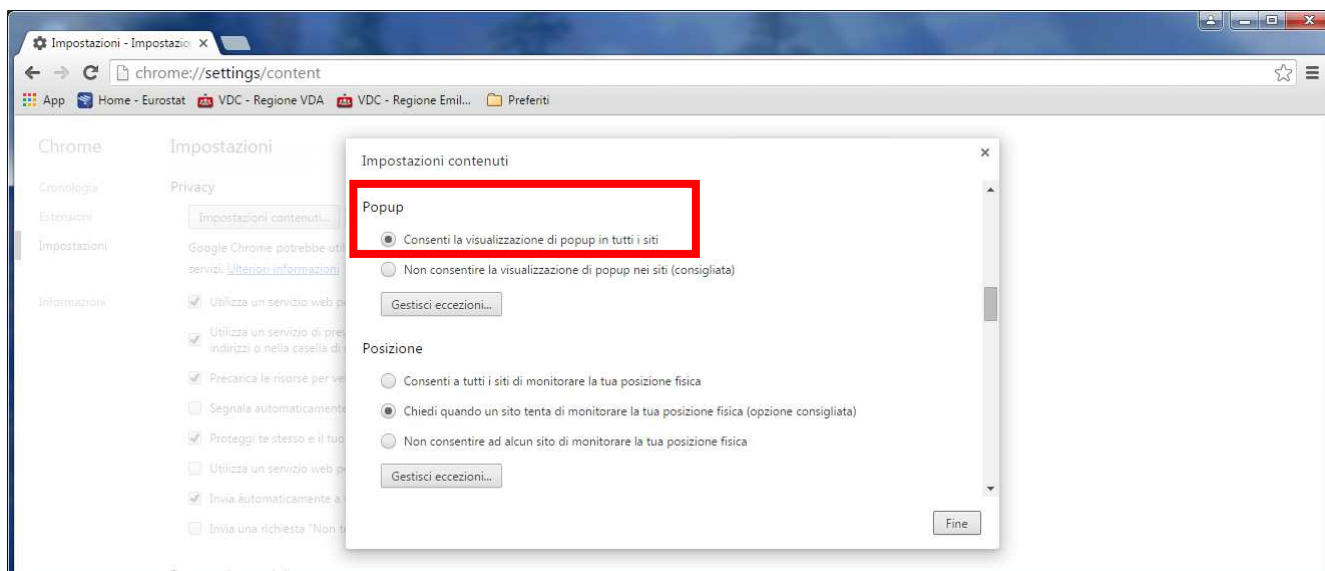 Impostazioni - Impostazio
chrome://settings/content
App Home - Eurostat VDC - Regione VDA VDC - Regione Emil... Preferiti
Chrome
Impostazioni
Cronologia
Estensioni
Impostazioni
Informazioni
Privacy
Impostazioni contenuti...
Google Chrome potrebbe
servizi. Ulteriori informazioni
Utilizza un servizio web
Utilizza un servizio di
indirizzi o nella casella di
Precarica le risorse per
Segnala automaticamente
Proteggi te stesso e il tuo
Utilizza un servizio web
Invia automaticamente a
Invia una richiesta "Non
Impostazioni contenuti
Popup
Consenti la visualizzazione di popup in tutti i siti
Non consentire la visualizzazione di popup nei siti (consigliata)
Gestisci eccezioni...
Posizione
Consenti a tutti i siti di monitorare la tua posizione fisica
Chiedi quando un sito tenta di monitorare la tua posizione fisica (opzione consigliata)
Non consentire ad alcun sito di monitorare la tua posizione fisica
Gestisci eccezioni...
Fine